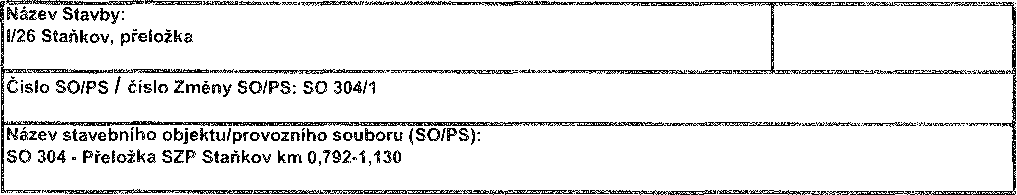 Název Stavby:
I/26 Staňkov, přeložka
Číslo SO/PS / číslo Změny SO/PS: SO 304/1
Název stavebního objektu/provozního souboru (SO/PS):
SO 304 - Přeložka SZP Staňkov km 0,792-1,130